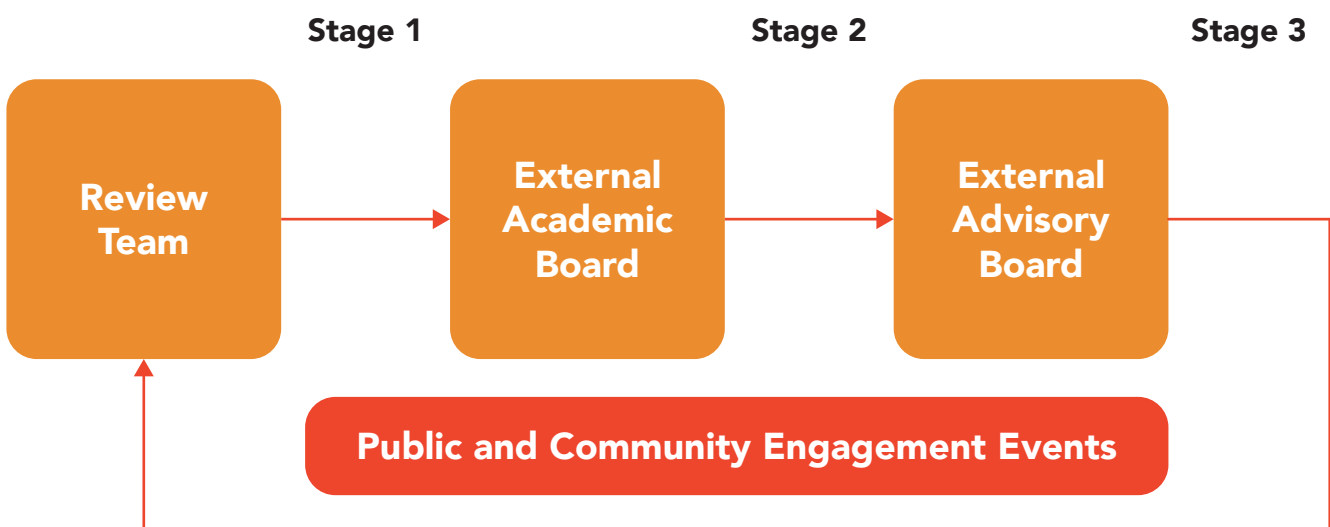 Stage 1
Stage 2
Stage 3
Review
Team
External
Academic
Board
External
Advisory
Board
Public and Community Engagement Events